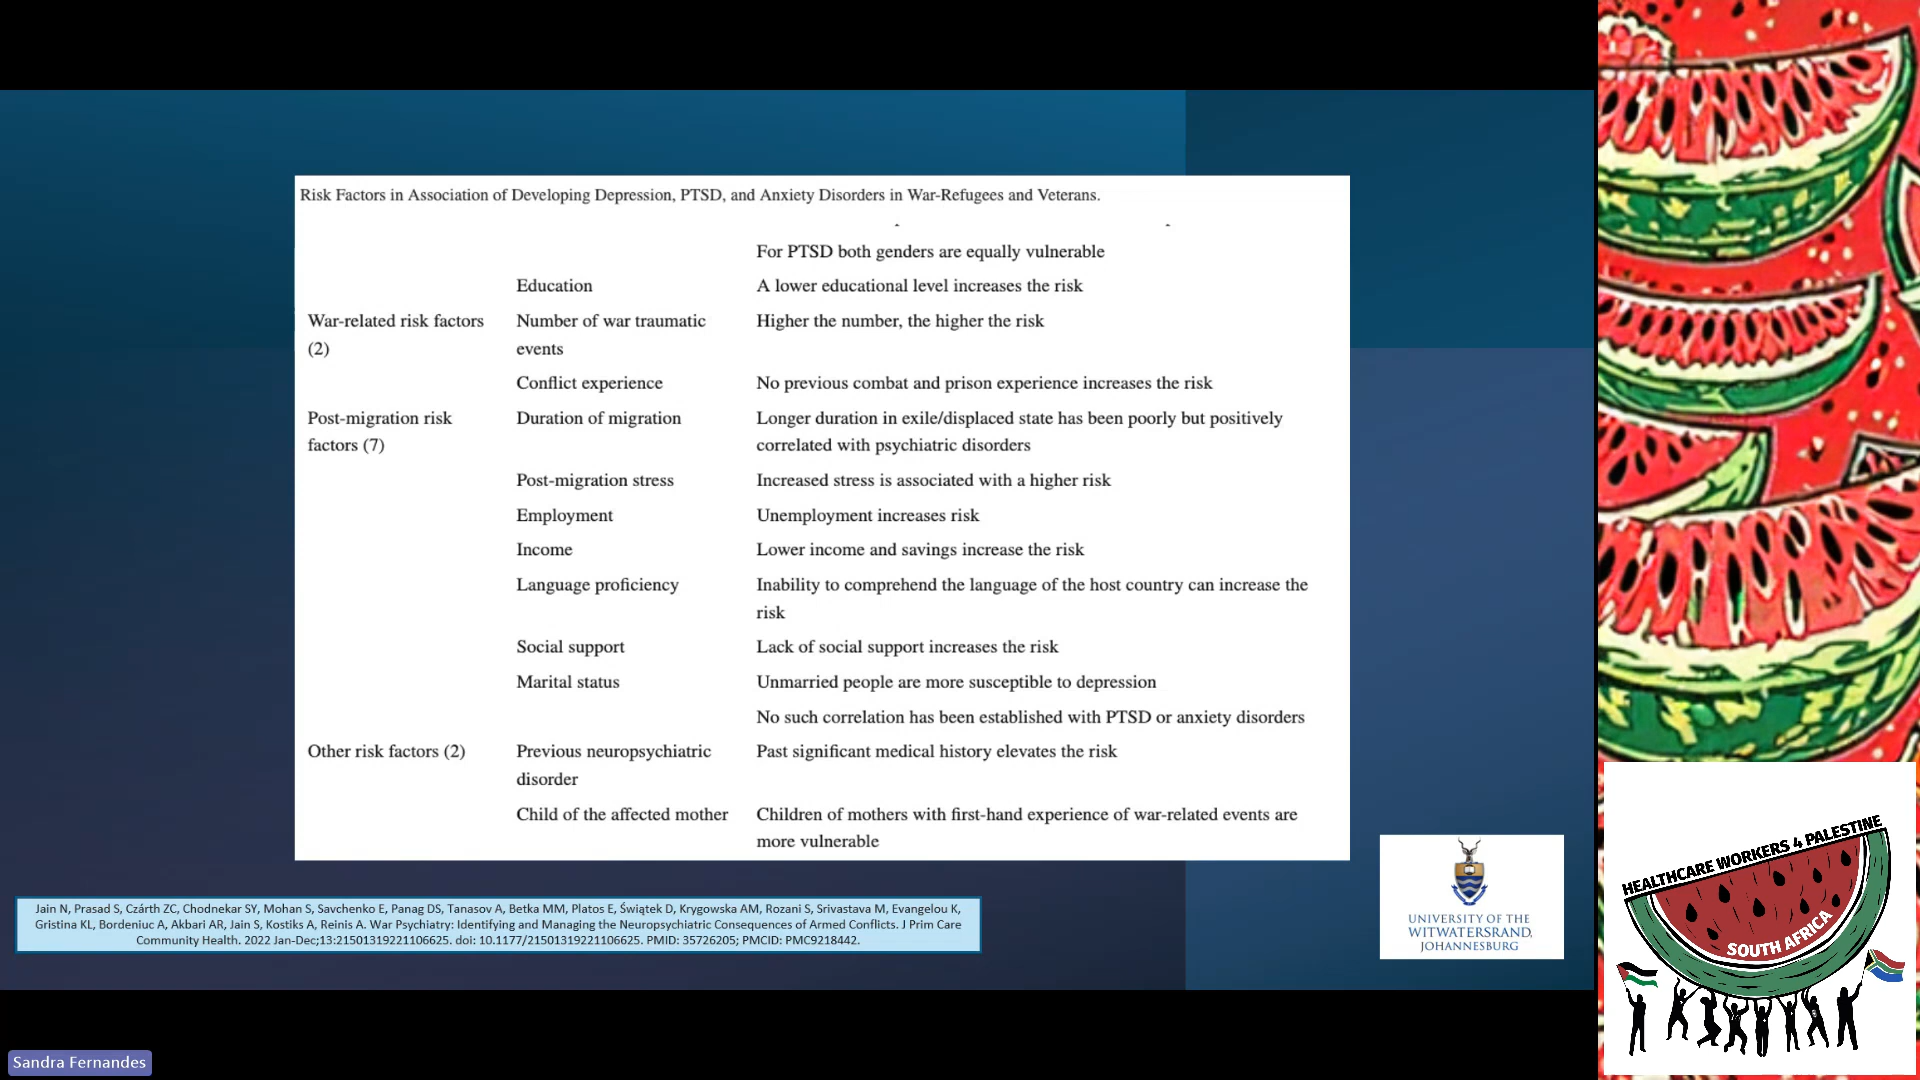 Risk Factors in Association of Developing Depression, PTSD, and Anxiety Disorders in War-Refugees and Veterans.
For PTSD both genders are equally vulnerable
Education A lower educational level increases the risk
War-related risk factors Number of war traumatic Higher the number, the higher the risk
(2) events
Conflict experience No previous combat and prison experience increases the risk
Post-migration risk Duration of migration Longer duration in exile/displaced state has been poorly but positively
factors (7) correlated with psychiatric disorders
Post-migration stress Increased stress is associated with a higher risk
Employment Unemployment increases risk
Income Lower income and savings increase the risk
Language proficiency Inability to comprehend the language of the host country can increase the
risk
Social support Lack of social support increases the risk
Marital status Unmarried people are more susceptible to depression
No such correlation has been established with PTSD or anxiety disorders
Other risk factors (2) Previous neuropsychiatric Past significant medical history elevates the risk
disorder
Child of the affected mother Children of mothers with first-hand experience of war-related events are
more vulnerable
Jain N, Prasad S, Czárth ZC, Chodnekar SY, Mohan S, Savchenko E, Panag DS, Tanasov A, Betka MM, Platos E, Świątek D, Krygowska AM, Rozani S, Srivastava M, Evangelou K,
Gristina KL, Bordeniuc A, Akbari AR, Jain S, Kostiks A, Reinis A. War Psychiatry: Identifying and Managing the Neuropsychiatric Consequences of Armed Conflicts. J Prim Care
Community Health. 2022 Jan-Dec;13:21501319221106625. doi: 10.1177/21501319221106625. PMID: 35726205; PMCID: PMC9218442.
UNIVERSITY OF THE
WITWATERSRAND,
JOHANNESBURG
HEALTHCARE WORKERS 4 PALESTINE
SOUTH AFRICA
Sandra Fernandes